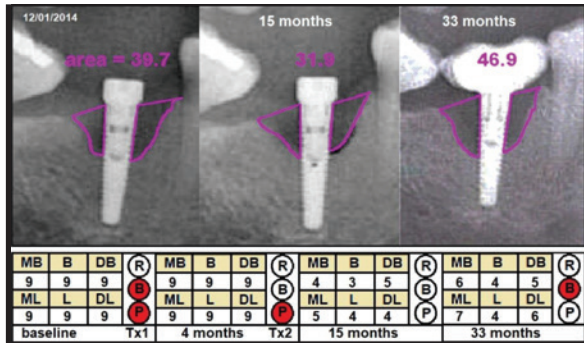 12/01/2014
15 months
33 months
area = 39.7
31.9
46.9
MB B DB R MB B DB R MB B DB R MB B DB R
9 9 9 B 9 9 9 B 4 3 5 B 6 4 5 B
ML L DL P ML L DL P ML L DL P ML L DL P
9 9 9 9 9 9 5 4 4 7 4 6
baseline Tx1 4 months Tx2 15 months 33 months